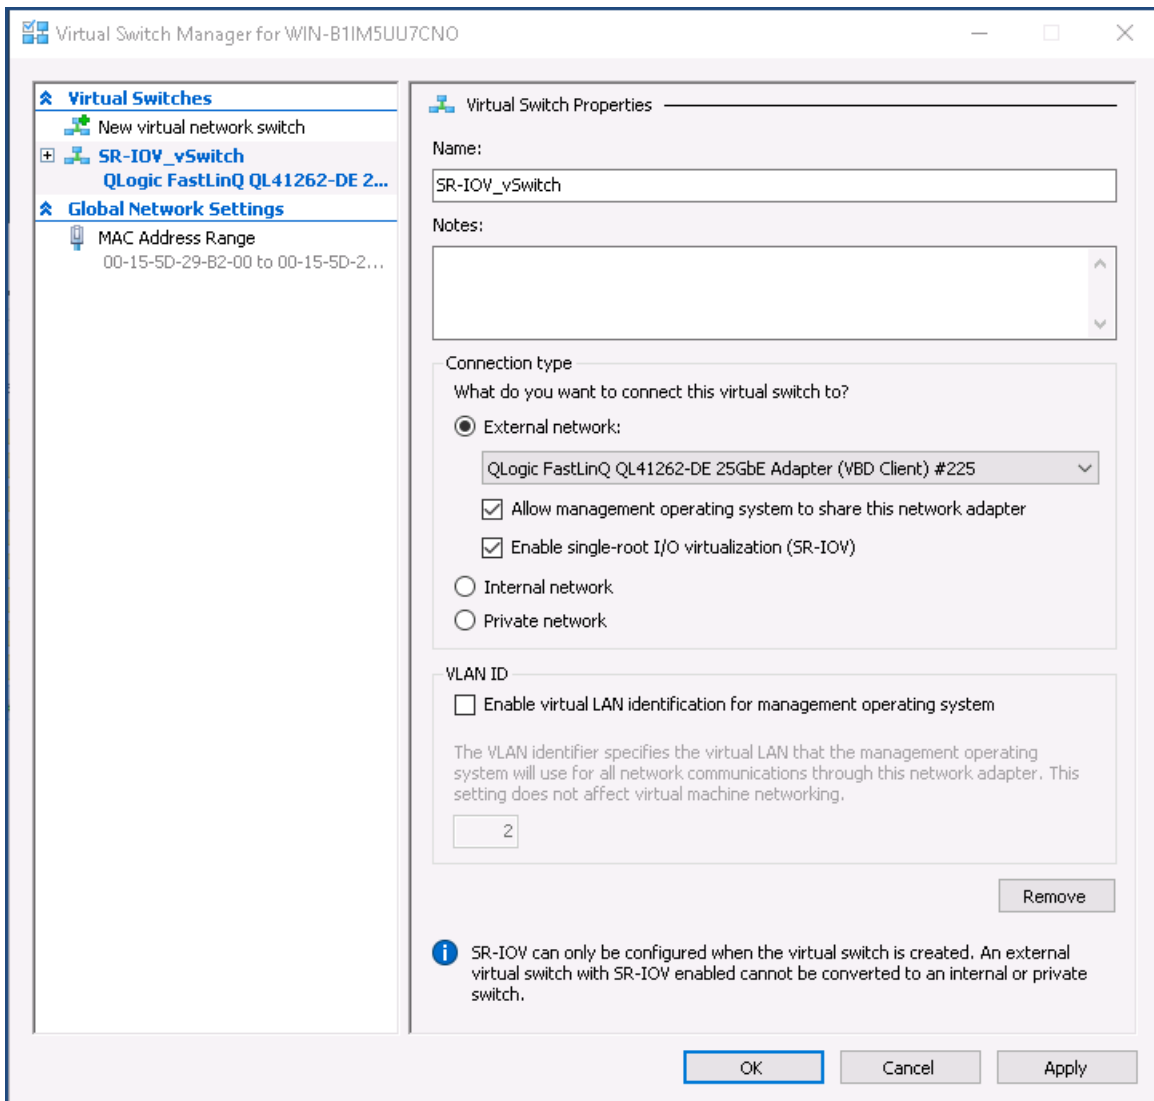 Virtual Switch Manager for WIN-B1IM5UU7CNO
Virtual Switches
New virtual network switch
SR-IOV_vSwitch
QLogic FastLinQ QL41262-DE 2...
Global Network Settings
MAC Address Range
00-15-5D-29-B2-00 to 00-15-5D-2...
Virtual Switch Properties
Name:
SR-IOV_vSwitch
Notes:
Connection type
What do you want to connect this virtual switch to?
External network:
QLogic FastLinQ QL41262-DE 25GbE Adapter (VBD Client) #225
Allow management operating system to share this network adapter
Enable single-root I/O virtualization (SR-IOV)
Internal network
Private network
VLAN ID
Enable virtual LAN identification for management operating system
The VLAN identifier specifies the virtual LAN that the management operating
system will use for all network communications through this network adapter. This
setting does not affect virtual machine networking.
2
Remove
SR-IOV can only be configured when the virtual switch is created. An external
virtual switch with SR-IOV enabled cannot be converted to an internal or private
switch.
OK
Cancel
Apply